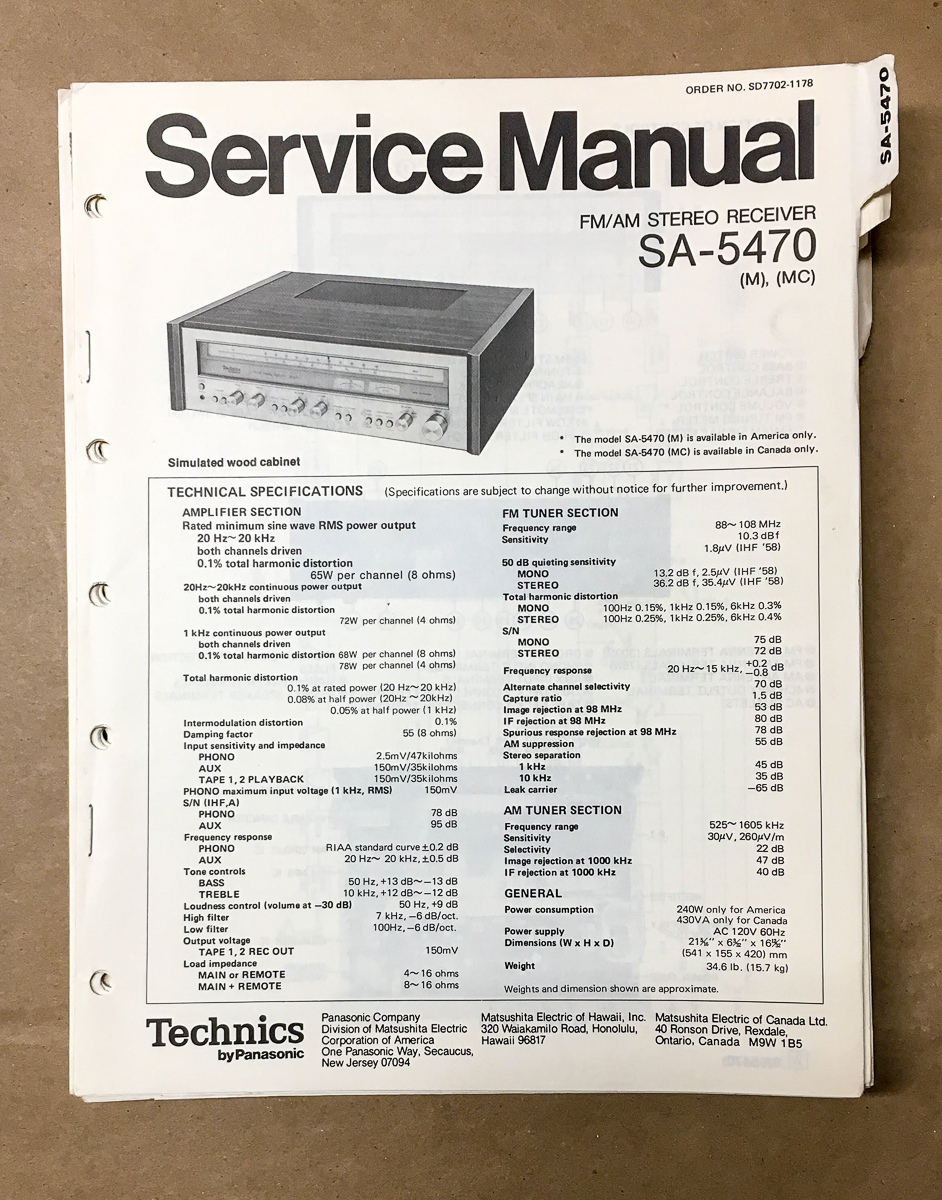 ORDER NO. SD7702-1178
SA-5470
Service Manual
FM/AM STEREO RECEIVER
SA-5470
(M), (MC)
Technics
• The model SA-5470 (M) is available in America only.
• The model SA-5470 (MC) is available in Canada only.
Simulated wood cabinet
TECHNICAL SPECIFICATIONS (Specifications are subject to change without notice for further improvement.)
AMPLIFIER SECTION
Rated minimum sine wave RMS power output
20 Hz~20 kHz
both channels driven
0.1% total harmonic distortion
65W per channel (8 ohms)
20Hz~20kHz continuous power output
both channels driven
0.1% total harmonic distortion
72W per channel (4 ohms)
1 kHz continuous power output
both channels driven
0.1% total harmonic distortion 68W per channel (8 ohms)
78W per channel (4 ohms)
Total harmonic distortion
0.1% at rated power (20 Hz~20 kHz)
0.08% at half power (20Hz ~20kHz)
0.05% at half power (1 kHz)
Intermodulation distortion 0.1%
Damping factor 55 (8 ohms)
Input sensitivity and impedance
PHONO 2.5mV/47kilohms
AUX 150mV/35kilohms
TAPE 1, 2 PLAYBACK 150mV/35kilohms
PHONO maximum input voltage (1 kHz, RMS) 150mV
S/N (IHF,A)
PHONO 78 dB
AUX 95 dB
Frequency response
PHONO RIAA standard curve ±0.2 dB
AUX 20 Hz~ 20 kHz, ±0.5 dB
Tone controls
BASS 50 Hz, +13 dB~−13 dB
TREBLE 10 kHz, +12 dB~−12 dB
Loudness control (volume at −30 dB) 50 Hz, +9 dB
High filter 7 kHz, −6 dB/oct.
Low filter 100Hz, −6 dB/oct.
Output voltage
TAPE 1, 2 REC OUT 150mV
Load impedance
MAIN or REMOTE 4~16 ohms
MAIN + REMOTE 8~16 ohms
FM TUNER SECTION
Frequency range 88~108 MHz
Sensitivity 10.3 dBf
1.8µV (IHF '58)
50 dB quieting sensitivity
MONO 13.2 dB f, 2.5µV (IHF '58)
STEREO 36.2 dB f, 35.4µV (IHF '58)
Total harmonic distortion
MONO 100Hz 0.15%, 1kHz 0.15%, 6kHz 0.3%
STEREO 100Hz 0.25%, 1kHz 0.25%, 6kHz 0.4%
S/N
MONO 75 dB
STEREO 72 dB
Frequency response 20 Hz~15 kHz, +0.2 −0.8 dB
Alternate channel selectivity 70 dB
Capture ratio 1.5 dB
Image rejection at 98 MHz 53 dB
IF rejection at 98 MHz 80 dB
Spurious response rejection at 98 MHz 78 dB
AM suppression 55 dB
Stereo separation
1 kHz 45 dB
10 kHz 35 dB
Leak carrier −65 dB
AM TUNER SECTION
Frequency range 525~1605 kHz
Sensitivity 30µV, 260µV/m
Selectivity 22 dB
Image rejection at 1000 kHz 47 dB
IF rejection at 1000 kHz 40 dB
GENERAL
Power consumption 240W only for America
430VA only for Canada
Power supply AC 120V 60Hz
Dimensions (W x H x D)
(541 x 155 x 420) mm
Weight 34.6 lb. (15.7 kg)
Weights and dimension shown are approximate.
Technics
by Panasonic
Panasonic Company
Division of Matsushita Electric
Corporation of America
One Panasonic Way, Secaucus,
New Jersey 07094
Matsushita Electric of Hawaii, Inc.
320 Waiakamilo Road, Honolulu,
Hawaii 96817
Matsushita Electric of Canada Ltd.
40 Ronson Drive, Rexdale,
Ontario, Canada M9W 1B5